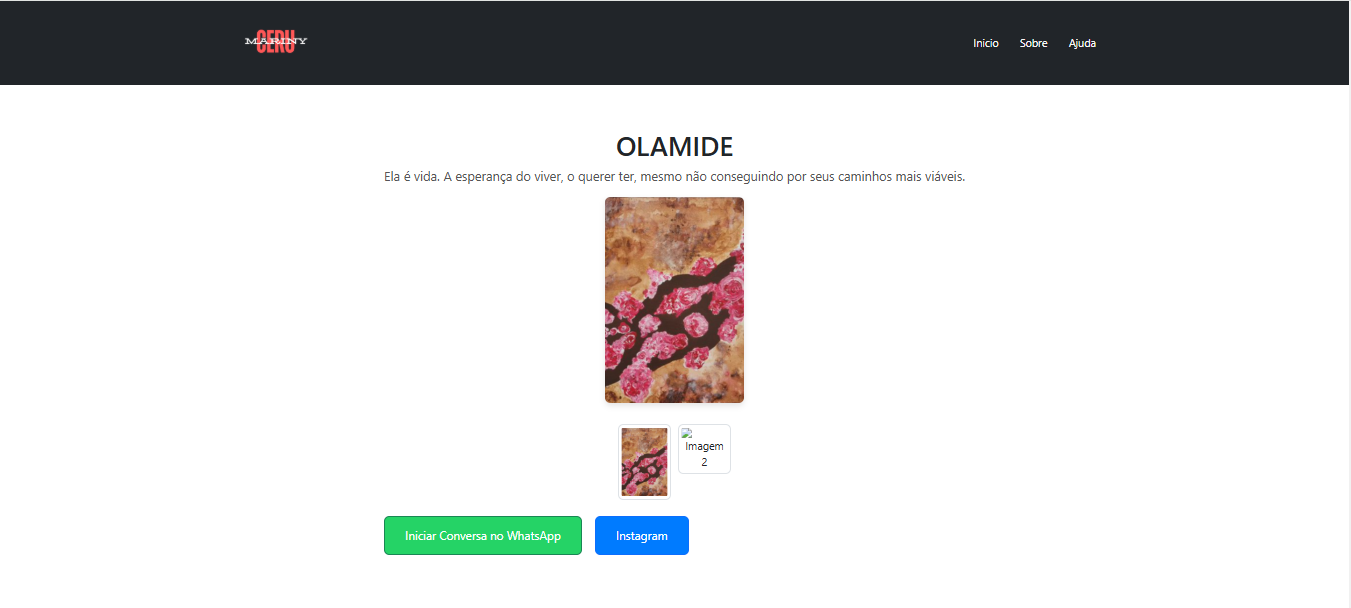 MARINY
CERU
Inicio
Sobre
Ajuda
OLAMIDE
Ela é vida. A esperança do viver, o querer ter, mesmo não conseguindo por seus caminhos mais viáveis.
Imagem
2
Iniciar Conversa no WhatsApp
Instagram